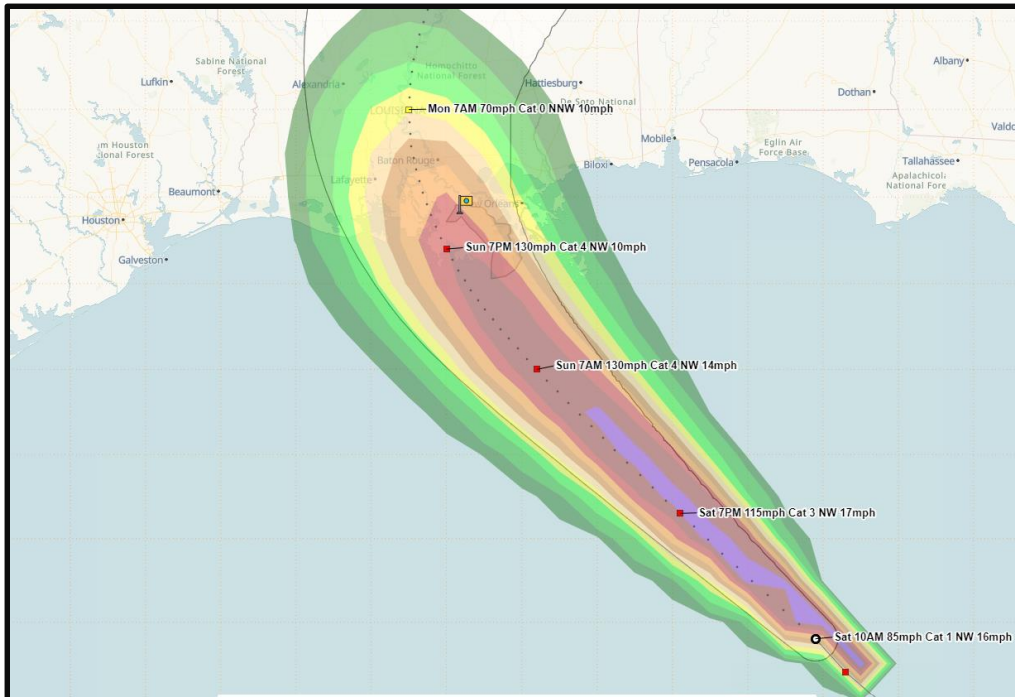 Albany
Sabine National
Forest
Homochitto
National Forest
Lufkin
Alexandria
Hattiesburg
Dothan
De Soto National
Mon 7AM 70mph Cat 0 NNW 10mph
m Houston
ional Forest
Mobile
Eglin Air
Force Base
Valdo
Baton Rouge
Biloxi
Pensacola
Tallahassee
Lafayette
Apalachicola
National Fore
Beaumont
w Orleans
Houston
Sun 7PM 130mph Cat 4 NW 10mph
Galveston
Sun 7AM 130mph Cat 4 NW 14mph
Sat 7PM 115mph Cat 3 NW 17mph
Sat 10AM 85mph Cat 1 NW 16mph